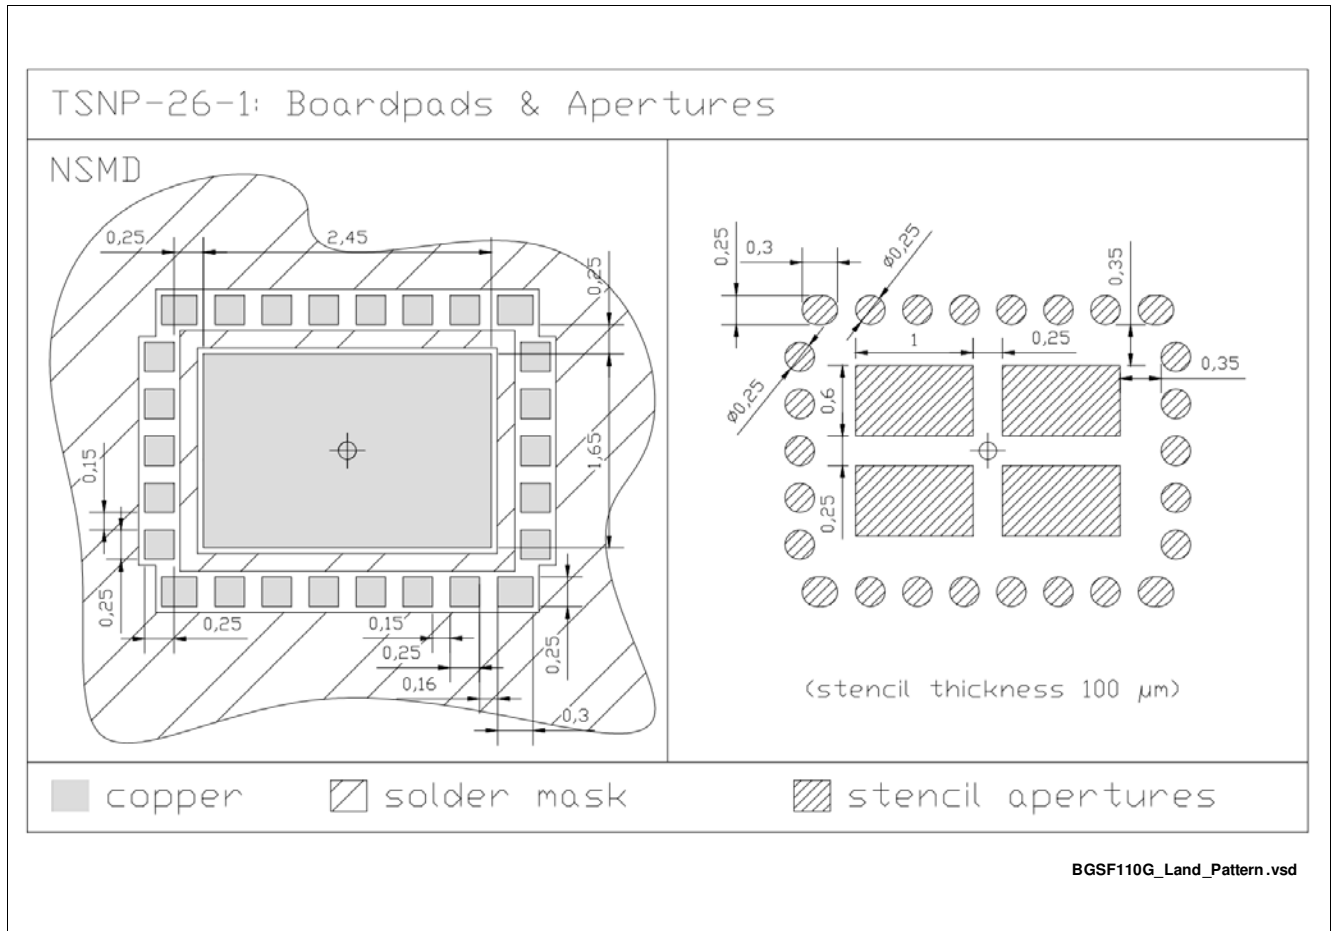 TSNP-26-1: Boardpads & Apertures
NSMD
0,25
2,45
0,25
1,65
0,15
0,25
0,25
0,15
0,25
0,16
0,3
0,25
0,25
0,3
ø0,25
0,35
1
0,25
0,35
ø0,25
0,6
0,25
(stencil thickness 100 µm)
copper
solder mask
stencil apertures
BGSF110G_Land_Pattern.vsd